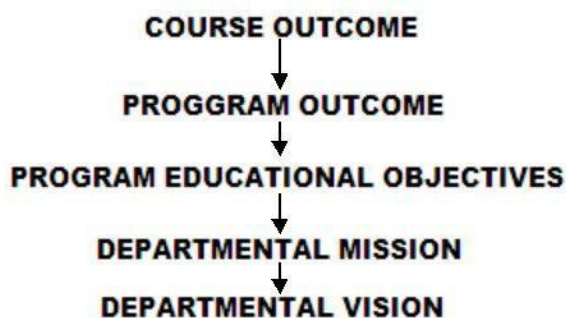 COURSE OUTCOME
PROGGRAM OUTCOME
PROGRAM EDUCATIONAL OBJECTIVES
DEPARTMENTAL MISSION
DEPARTMENTAL VISION